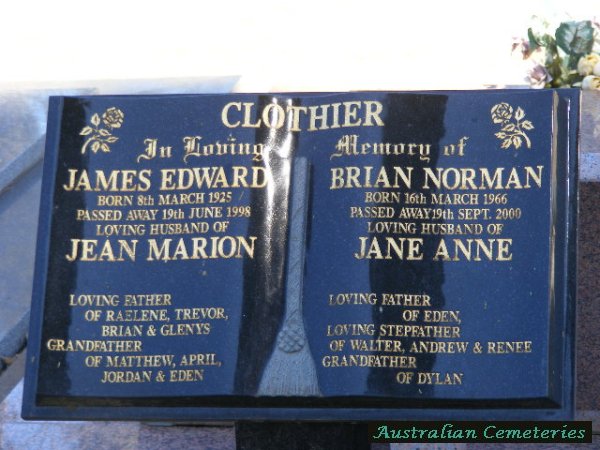 CLOTHIER
In Loving Memory of
JAMES EDWARD
BORN 8th MARCH 1925
PASSED AWAY 19th JUNE 1998
LOVING HUSBAND OF
JEAN MARION
LOVING FATHER
OF RAELENE, TREVOR,
BRIAN & GLENYS
GRANDFATHER
OF MATTHEW, APRIL,
JORDAN & EDEN
BRIAN NORMAN
BORN 16th MARCH 1966
PASSED AWAY 19th SEPT. 2000
LOVING HUSBAND OF
JANE ANNE
LOVING FATHER
OF EDEN,
LOVING STEPFATHER
OF WALTER, ANDREW & RENEE
GRANDFATHER
OF DYLAN
Australian Cemeteries